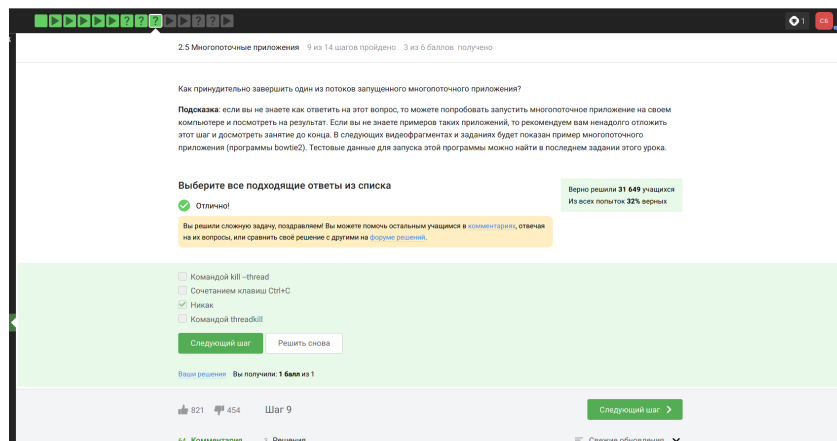 1
СБ
2.5 Многопоточные приложения 9 из 14 шагов пройдено 3 из 6 баллов получено
Как принудительно завершить один из потоков запущенного многопоточного приложения?
Подсказка: если вы не знаете как ответить на этот вопрос, то можете попробовать запустить многопоточное приложение на своем
компьютере и посмотреть на результат. Если вы не знаете примеров таких приложений, то рекомендуем вам ненадолго отложить
этот шаг и досмотреть занятие до конца. В следующих видеофрагментах и заданиях будет показан пример многопоточного
приложения (программы bowtie2). Тестовые данные для запуска этой программы можно найти в последнем задании этого урока.
Выберите все подходящие ответы из списка
Верно решили 31 649 учащихся
Из всех попыток 32% верных
Отлично!
Вы решили сложную задачу, поздравляем! Вы можете помочь остальным учащимся в комментариях, отвечая
на их вопросы, или сравнить своё решение с другими на форуме решений.
Командой kill –thread
Сочетанием клавиш Ctrl+C
Никак
Командой threadkill
Следующий шаг Решить снова
Ваши решения Вы получили: 1 балл из 1
821 454 Шаг 9 Следующий шаг
64 Комментария 3 Решения Свежие обновления